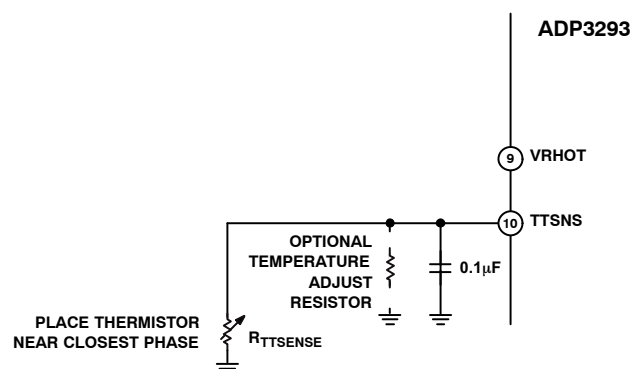 ADP3293
9 VRHOT
10 TTSNS
OPTIONAL
TEMPERATURE
ADJUST
RESISTOR
0.1μF
PLACE THERMISTOR
NEAR CLOSEST PHASE
RTTSENSE